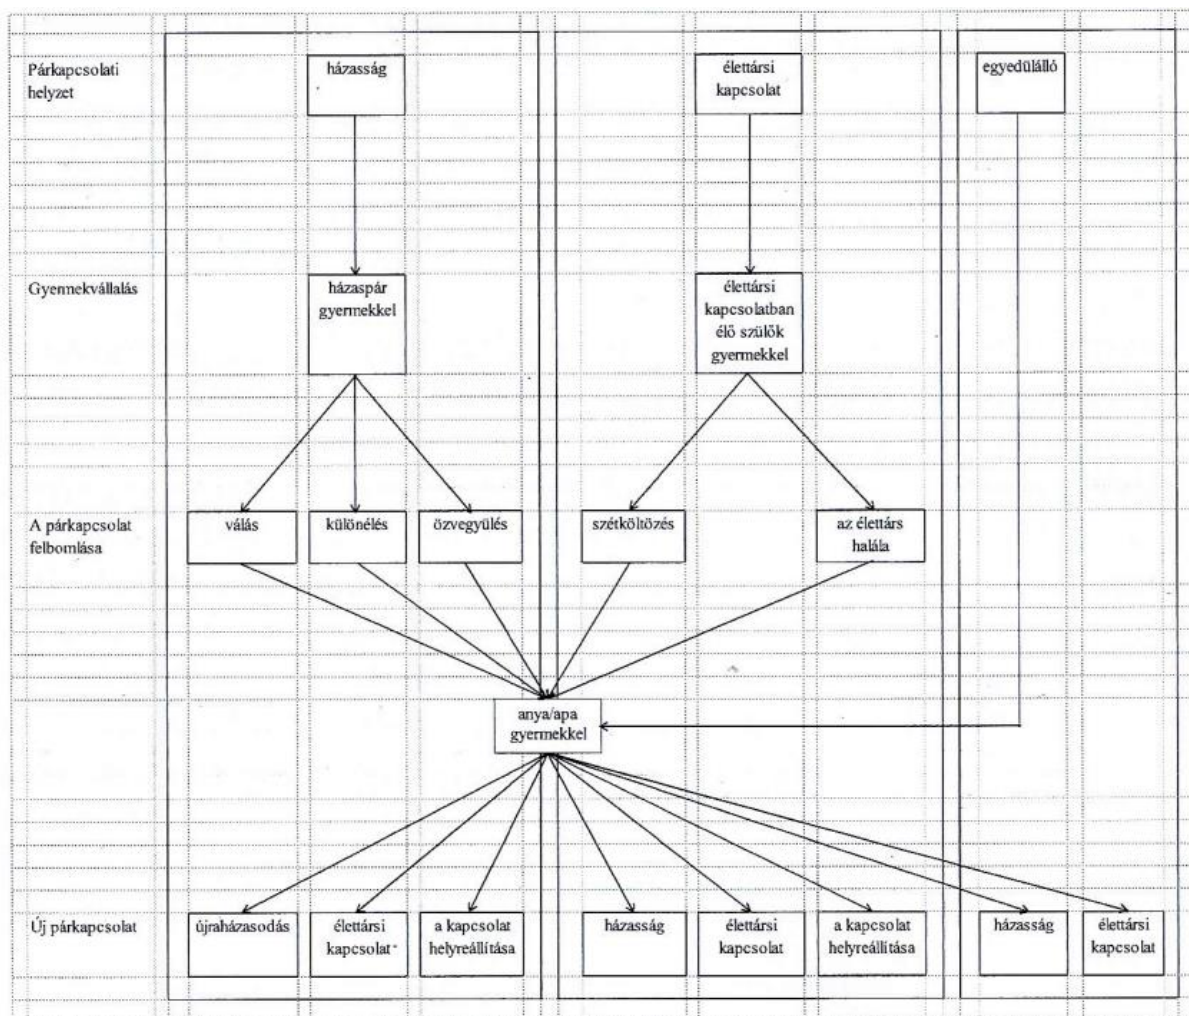 Párkapcsolati
helyzet
házasság
élettársi
kapcsolat
egyedülálló
Gyermekvállalás
házaspár
gyermekkel
élettársi
kapcsolatban
élő szülők
gyermekkel
A párkapcsolat
felbomlása
válás
különélés
özvegyülés
szétköltözés
az élettárs
halála
anya/apa
gyermekkel
Új párkapcsolat
újraházasodás
élettársi
kapcsolat
a kapcsolat
helyreállítása
házasság
élettársi
kapcsolat
a kapcsolat
helyreállítása
házasság
élettársi
kapcsolat